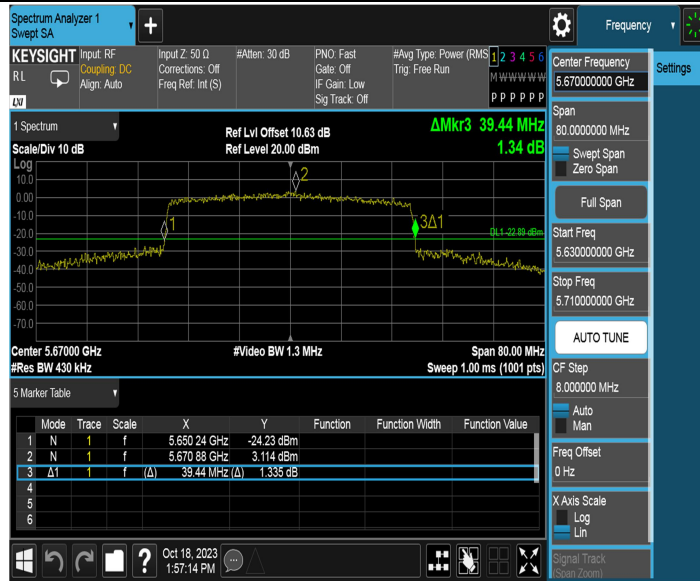 Spectrum Analyzer 1
Swept SA
+
Frequency
KEYSIGHT
RL
LXI
Input: RF
Coupling: DC
Align: Auto
Input Z: 50 Ω
Corrections: Off
Freq Ref: Int (S)
#Atten: 30 dB
PNO: Fast
Gate: Off
IF Gain: Low
Sig Track: Off
#Avg Type: Power (RMS
Trig: Free Run
1 2 3 4 5 6
M W W W W W
P P P P P P
Settings
Center Frequency
5.670000000 GHz
Span
80.0000000 MHz
Swept Span
Zero Span
Full Span
Start Freq
5.630000000 GHz
Stop Freq
5.710000000 GHz
AUTO TUNE
CF Step
8.000000 MHz
Auto
Man
Freq Offset
0 Hz
X Axis Scale
Log
Lin
Signal Track
(Span Zoom)
1 Spectrum
Scale/Div 10 dB
Ref Lvl Offset 10.63 dB
Ref Level 20.00 dBm
ΔMkr3 39.44 MHz
1.34 dB
Log
10.0
0.00
-10.0
-20.0
-30.0
-40.0
-50.0
-60.0
-70.0
1
2
3Δ1
DL1 -22.89 dBm
Center 5.67000 GHz
#Res BW 430 kHz
#Video BW 1.3 MHz
Span 80.00 MHz
Sweep 1.00 ms (1001 pts)
5 Marker Table
Mode Trace Scale X Y Function Function Width Function Value
1 N 1 f 5.650 24 GHz -24.23 dBm
2 N 1 f 5.670 88 GHz 3.114 dBm
3 Δ1 1 f (Δ) 39.44 MHz (Δ) 1.335 dB
4
5
6
?
Oct 18, 2023
1:57:14 PM